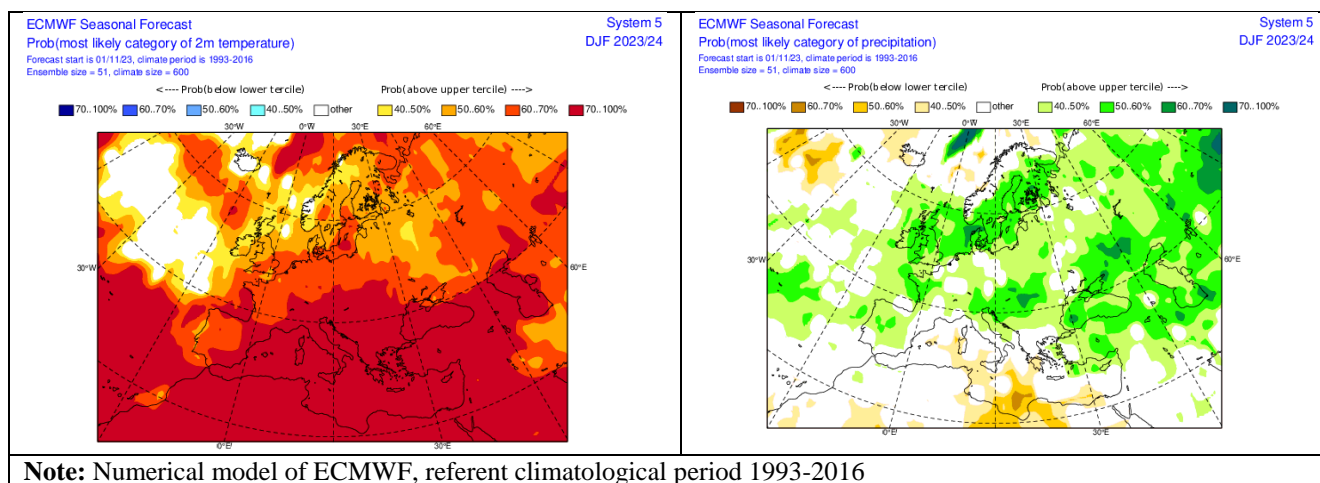 ECMWF Seasonal Forecast
System 5
Prob(most likely category of 2m temperature)
DJF 2023/24
Forecast start is 01/11/23, climate period is 1993-2016
Ensemble size = 51, climate size = 600
<---- Prob(below lower tercile)
Prob(above upper tercile) ---->
70..100%
60..70%
50..60%
40..50%
other
40..50%
50..60%
60..70%
70..100%
30°W
0°W
30°E
60°E
30°W
60°E
0°E
30°E
ECMWF Seasonal Forecast
System 5
Prob(most likely category of precipitation)
DJF 2023/24
Forecast start is 01/11/23, climate period is 1993-2016
Ensemble size = 51, climate size = 600
<---- Prob(below lower tercile)
Prob(above upper tercile) ---->
70..100%
60..70%
50..60%
40..50%
other
40..50%
50..60%
60..70%
70..100%
30°W
0°W
30°E
60°E
30°W
60°E
0°E
30°E
Note: Numerical model of ECMWF, referent climatological period 1993-2016